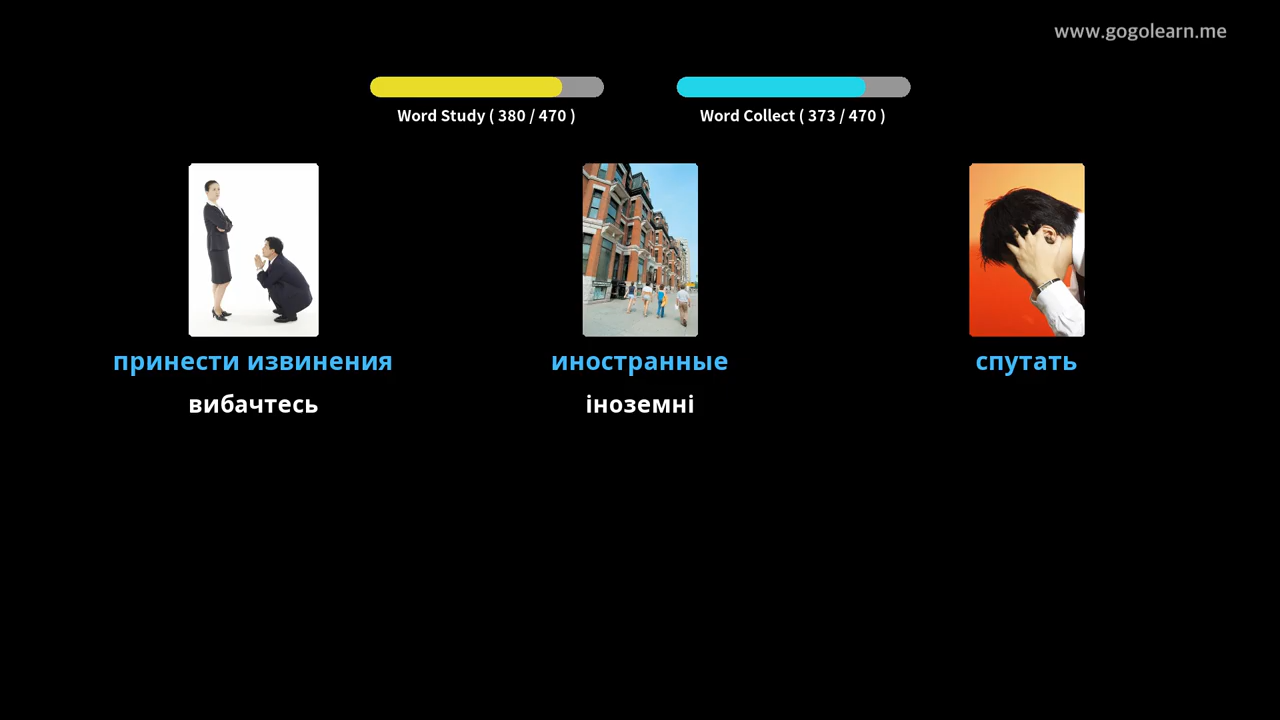 www.gogolearn.me
Word Study ( 380 / 470 )
Word Collect ( 373 / 470 )
принести извинения
иностранные
спутать
вибачтесь
іноземні